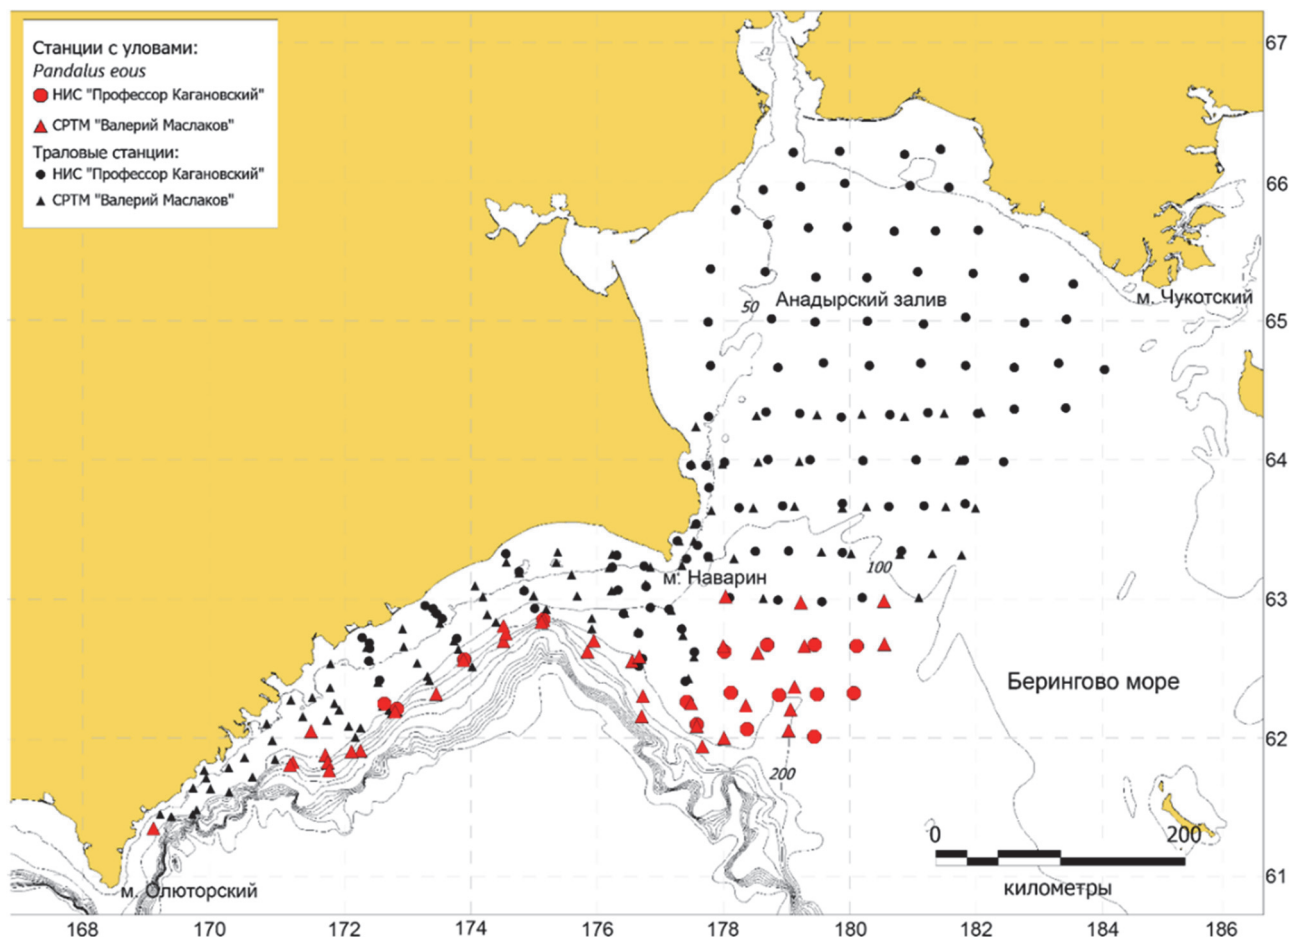 Станции с уловами:
Pandalus eous
НИС "Профессор Кагановский"
СРТМ "Валерий Маслаков"
Траловые станции:
НИС "Профессор Кагановский"
СРТМ "Валерий Маслаков"
67
66
50
Анадырский залив
м. Чукотский
65
64
100
м. Наварин
63
Берингово море
62
200
0
200
километры
61
м. Олюторский
168
170
172
174
176
178
180
182
184
186